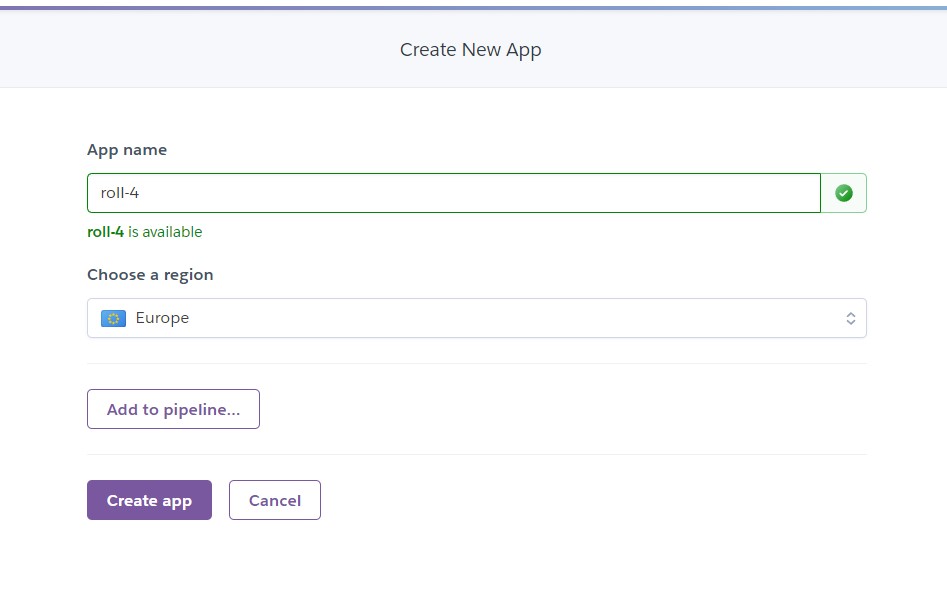 Create New App
App name
roll-4
roll-4 is available
Choose a region
Europe
Add to pipeline...
Create app
Cancel